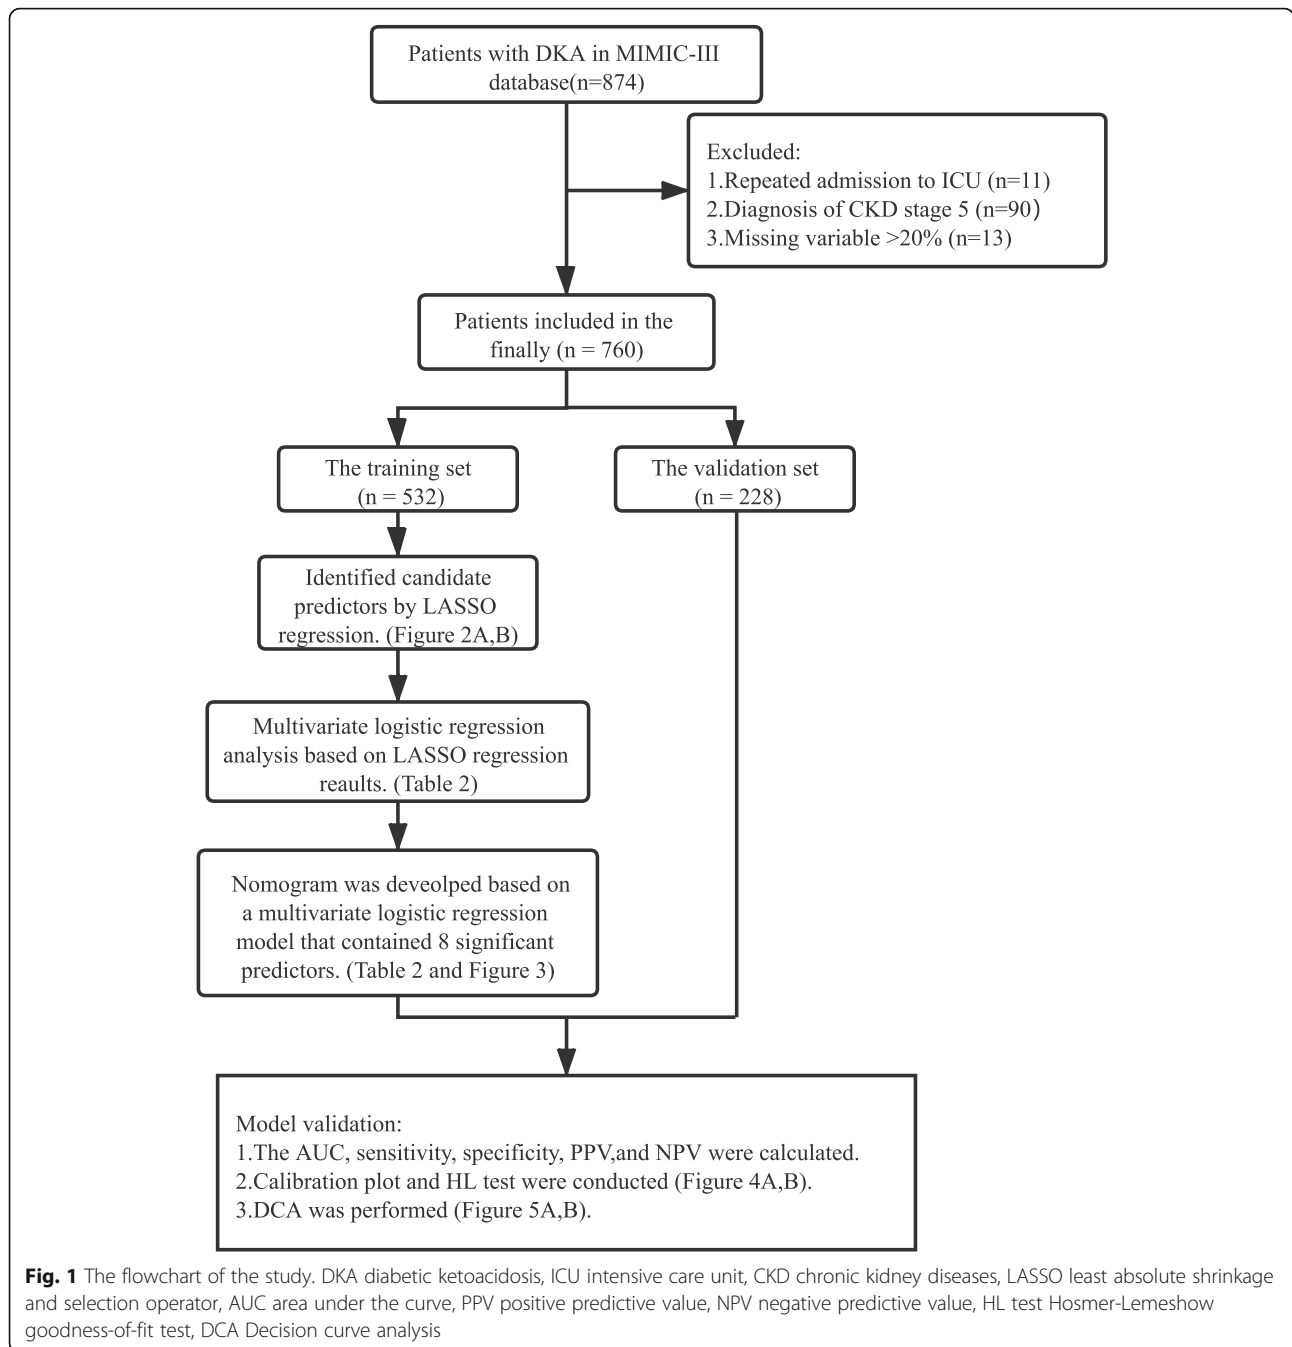 Patients with DKA in MIMIC-III
database(n=874)
Excluded:
1.Repeated admission to ICU (n=11)
2.Diagnosis of CKD stage 5 (n=90)
3.Missing variable >20% (n=13)
Patients included in the
finally (n = 760)
The training set
(n = 532)
The validation set
(n = 228)
Identified candidate
predictors by LASSO
regression. (Figure 2A,B)
Multivariate logistic regression
analysis based on LASSO regression
reaults. (Table 2)
Nomogram was deveolped based on
a multivariate logistic regression
model that contained 8 significant
predictors. (Table 2 and Figure 3)
Model validation:
1.The AUC, sensitivity, specificity, PPV,and NPV were calculated.
2.Calibration plot and HL test were conducted (Figure 4A,B).
3.DCA was performed (Figure 5A,B).
Fig. 1 The flowchart of the study. DKA diabetic ketoacidosis, ICU intensive care unit, CKD chronic kidney diseases, LASSO least absolute shrinkage
and selection operator, AUC area under the curve, PPV positive predictive value, NPV negative predictive value, HL test Hosmer-Lemeshow
goodness-of-fit test, DCA Decision curve analysis